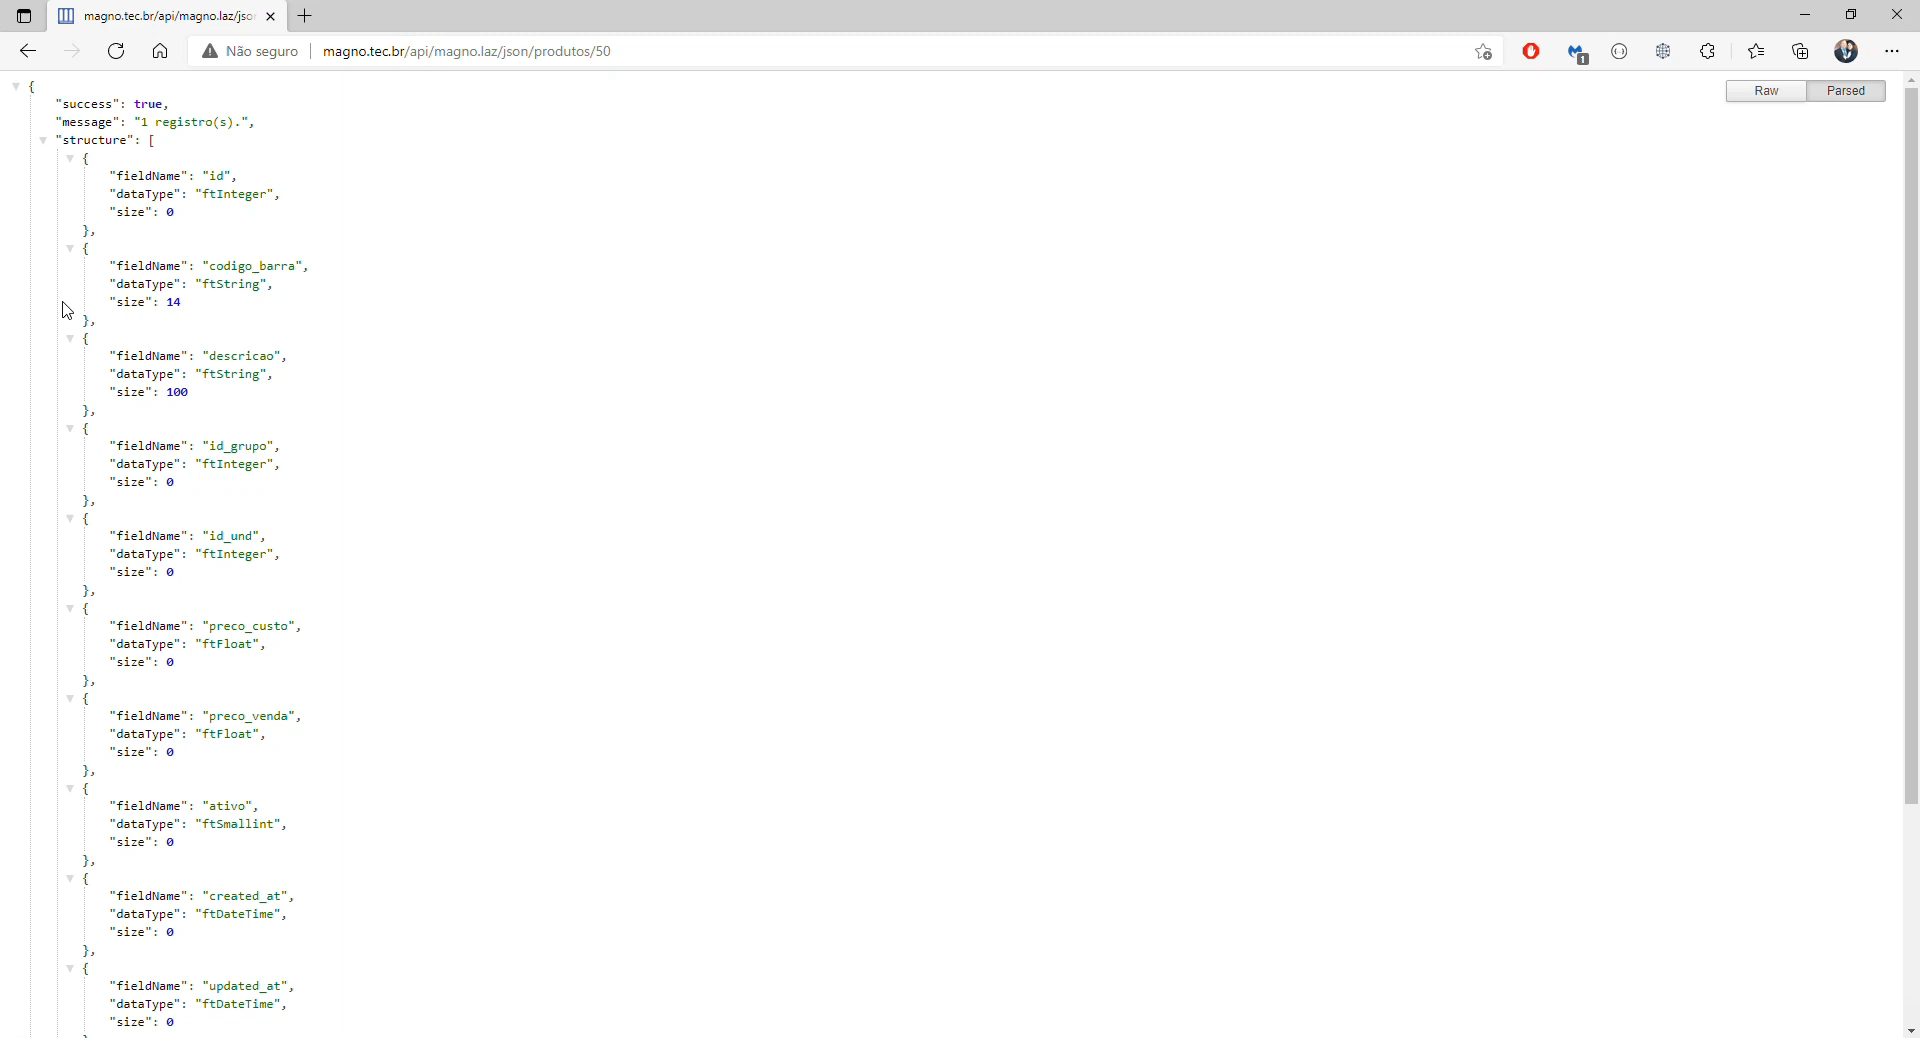 magno.tec.br/api/magno.laz/jso
Não seguro
magno.tec.br/api/magno.laz/json/produtos/50
1
Raw
Parsed
{
"success": true,
"message": "1 registro(s).",
"structure": [
{
"fieldName": "id",
"dataType": "ftInteger",
"size": 0
},
{
"fieldName": "codigo_barra",
"dataType": "ftString",
"size": 14
},
{
"fieldName": "descricao",
"dataType": "ftString",
"size": 100
},
{
"fieldName": "id_grupo",
"dataType": "ftInteger",
"size": 0
},
{
"fieldName": "id_und",
"dataType": "ftInteger",
"size": 0
},
{
"fieldName": "preco_custo",
"dataType": "ftFloat",
"size": 0
},
{
"fieldName": "preco_venda",
"dataType": "ftFloat",
"size": 0
},
{
"fieldName": "ativo",
"dataType": "ftSmallint",
"size": 0
},
{
"fieldName": "created_at",
"dataType": "ftDateTime",
"size": 0
},
{
"fieldName": "updated_at",
"dataType": "ftDateTime",
"size": 0